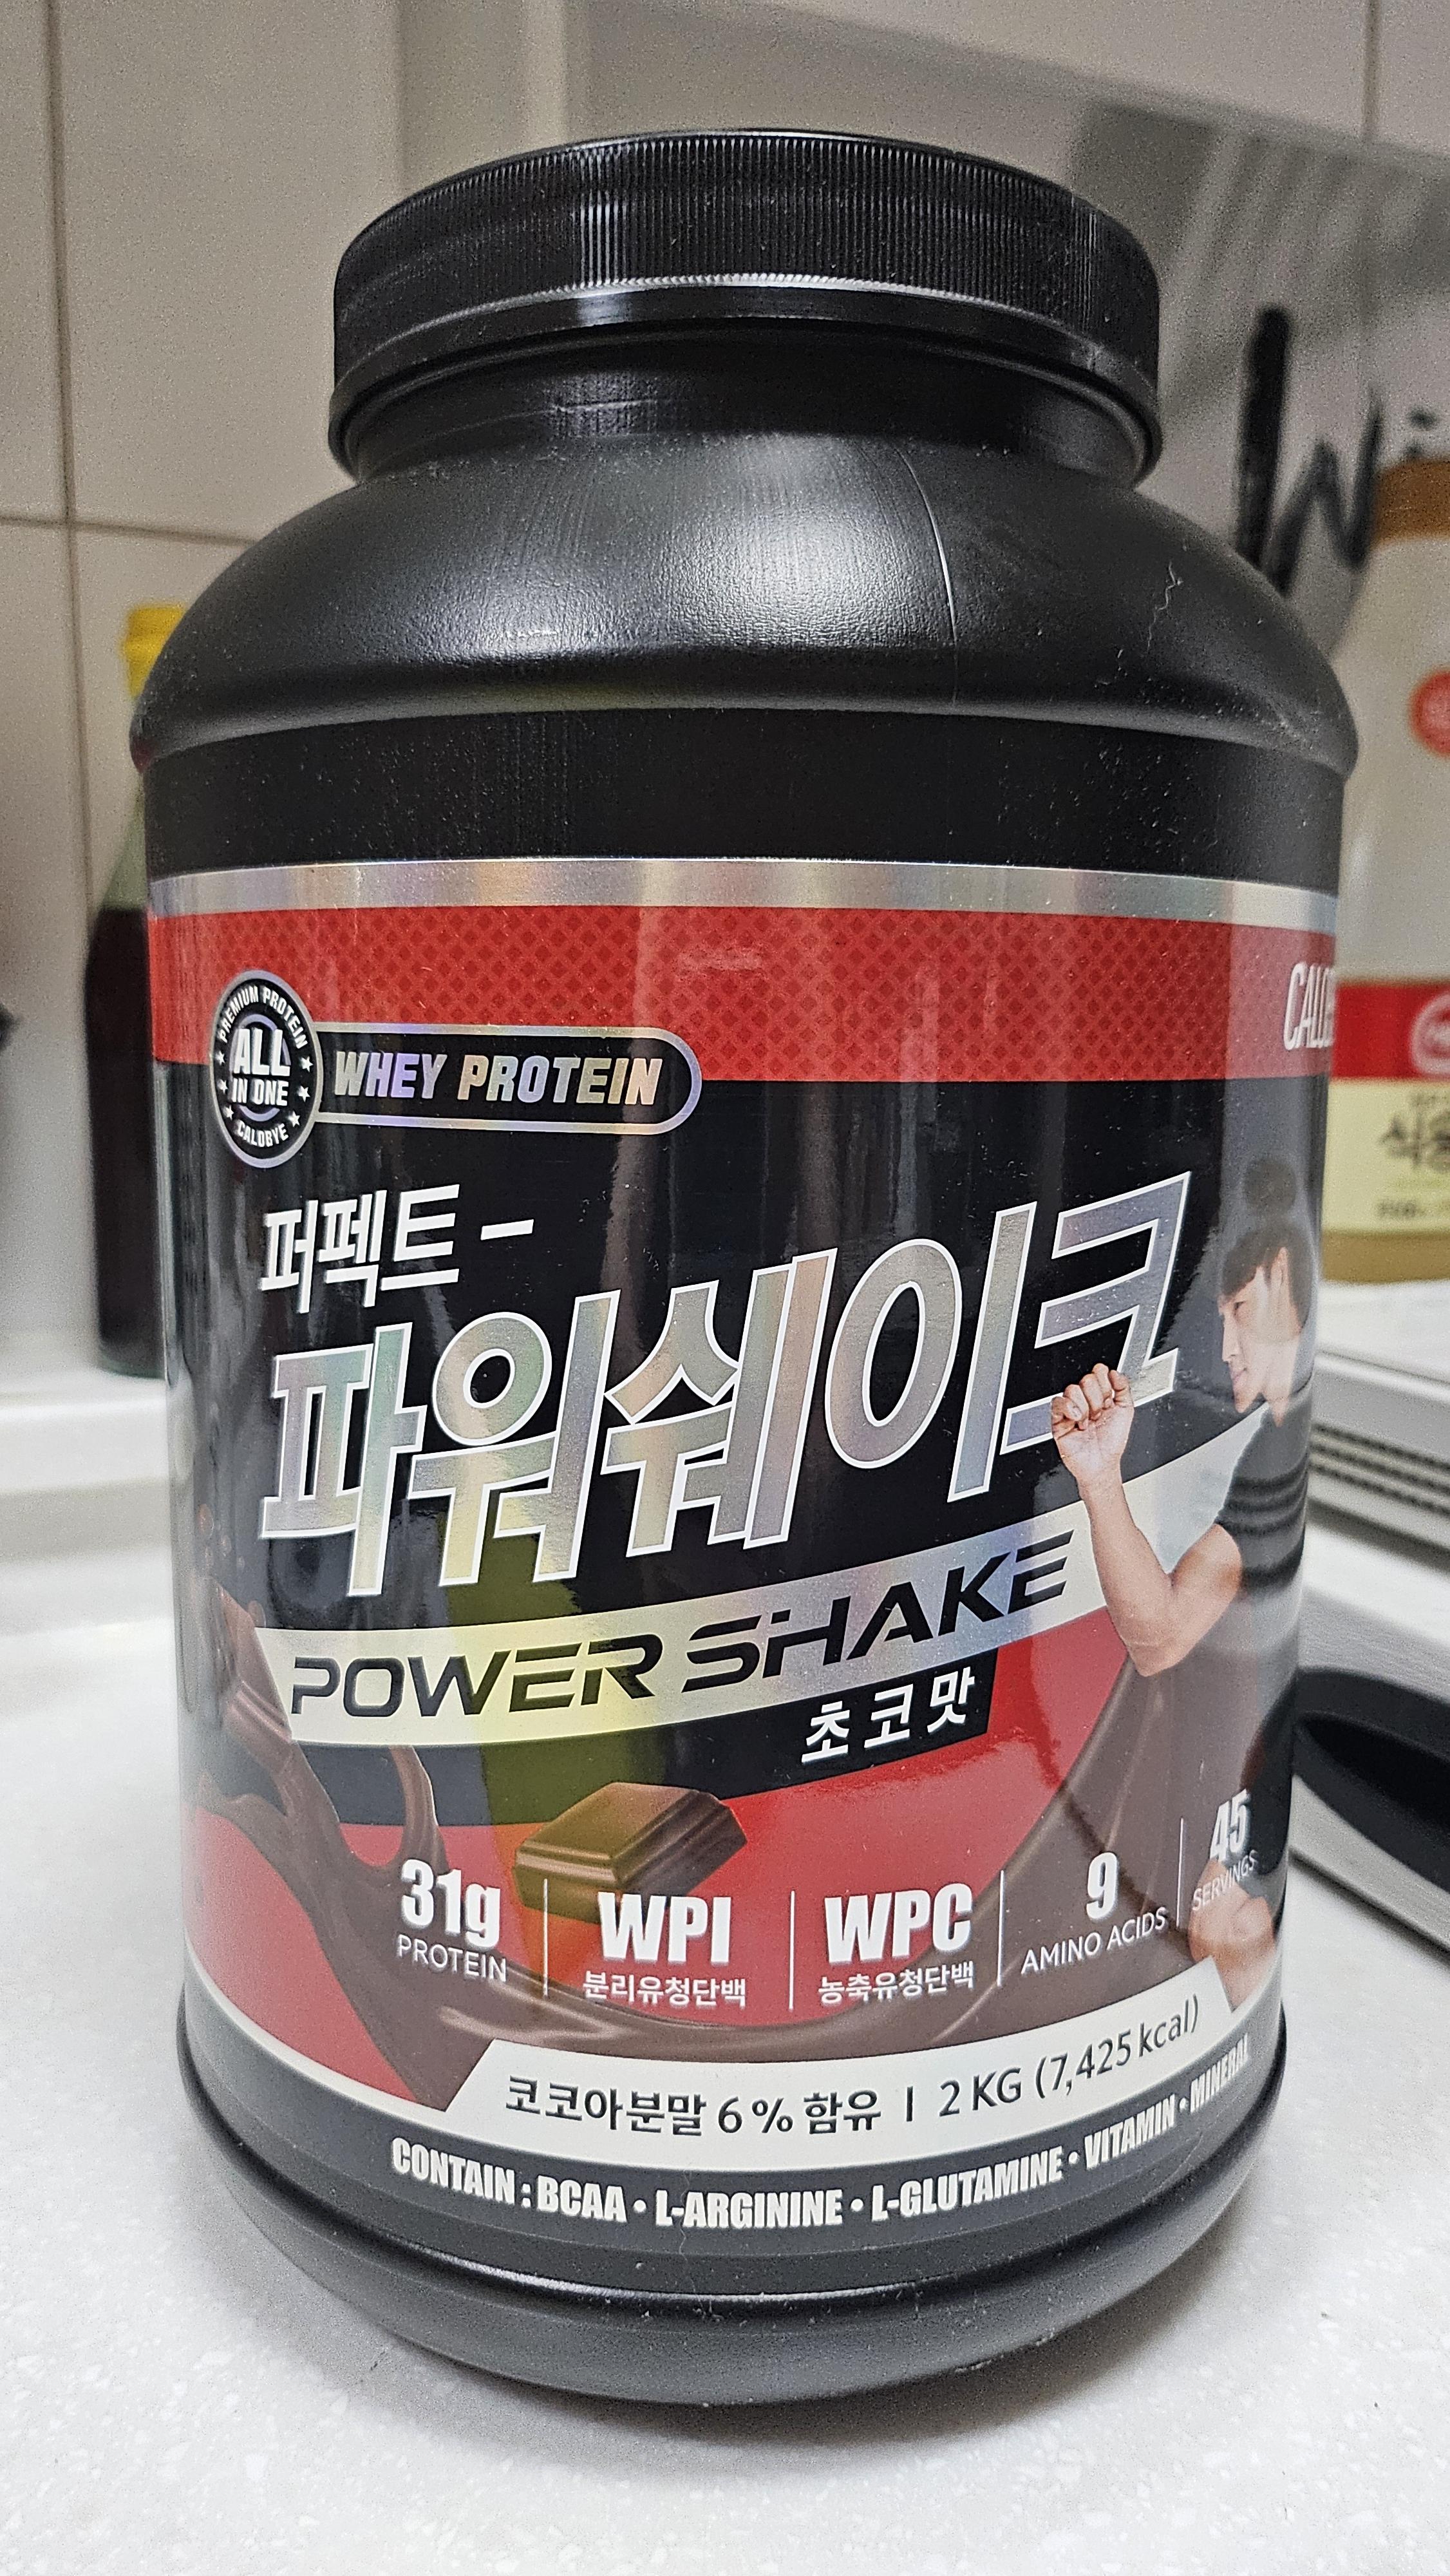 PREMIUM PROTEIN
ALL
IN ONE
CALOBYE
WHEY PROTEIN
퍼펙트 -
파워쉐이크
POWER SHAKE
초코맛
31g
PROTEIN
WPI
분리유청단백
WPC
농축유청단백
9
AMINO ACIDS
45
SERVINGS
코코아분말 6 % 함유 | 2 KG (7,425 kcal)
CONTAIN : BCAA • L-ARGININE • L-GLUTAMINE • VITAMIN • MINERAL